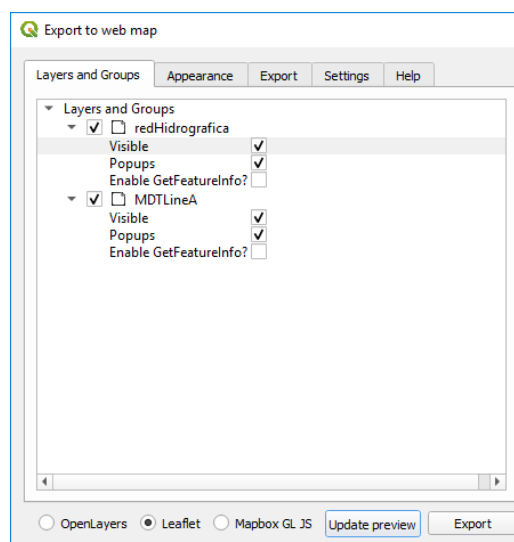 Export to web map
Layers and Groups Appearance Export Settings Help
Layers and Groups
redHidrografica
Visible
Popups
Enable GetFeatureInfo?
MDTLineA
Visible
Popups
Enable GetFeatureInfo?
OpenLayers Leaflet Mapbox GL JS Update preview Export